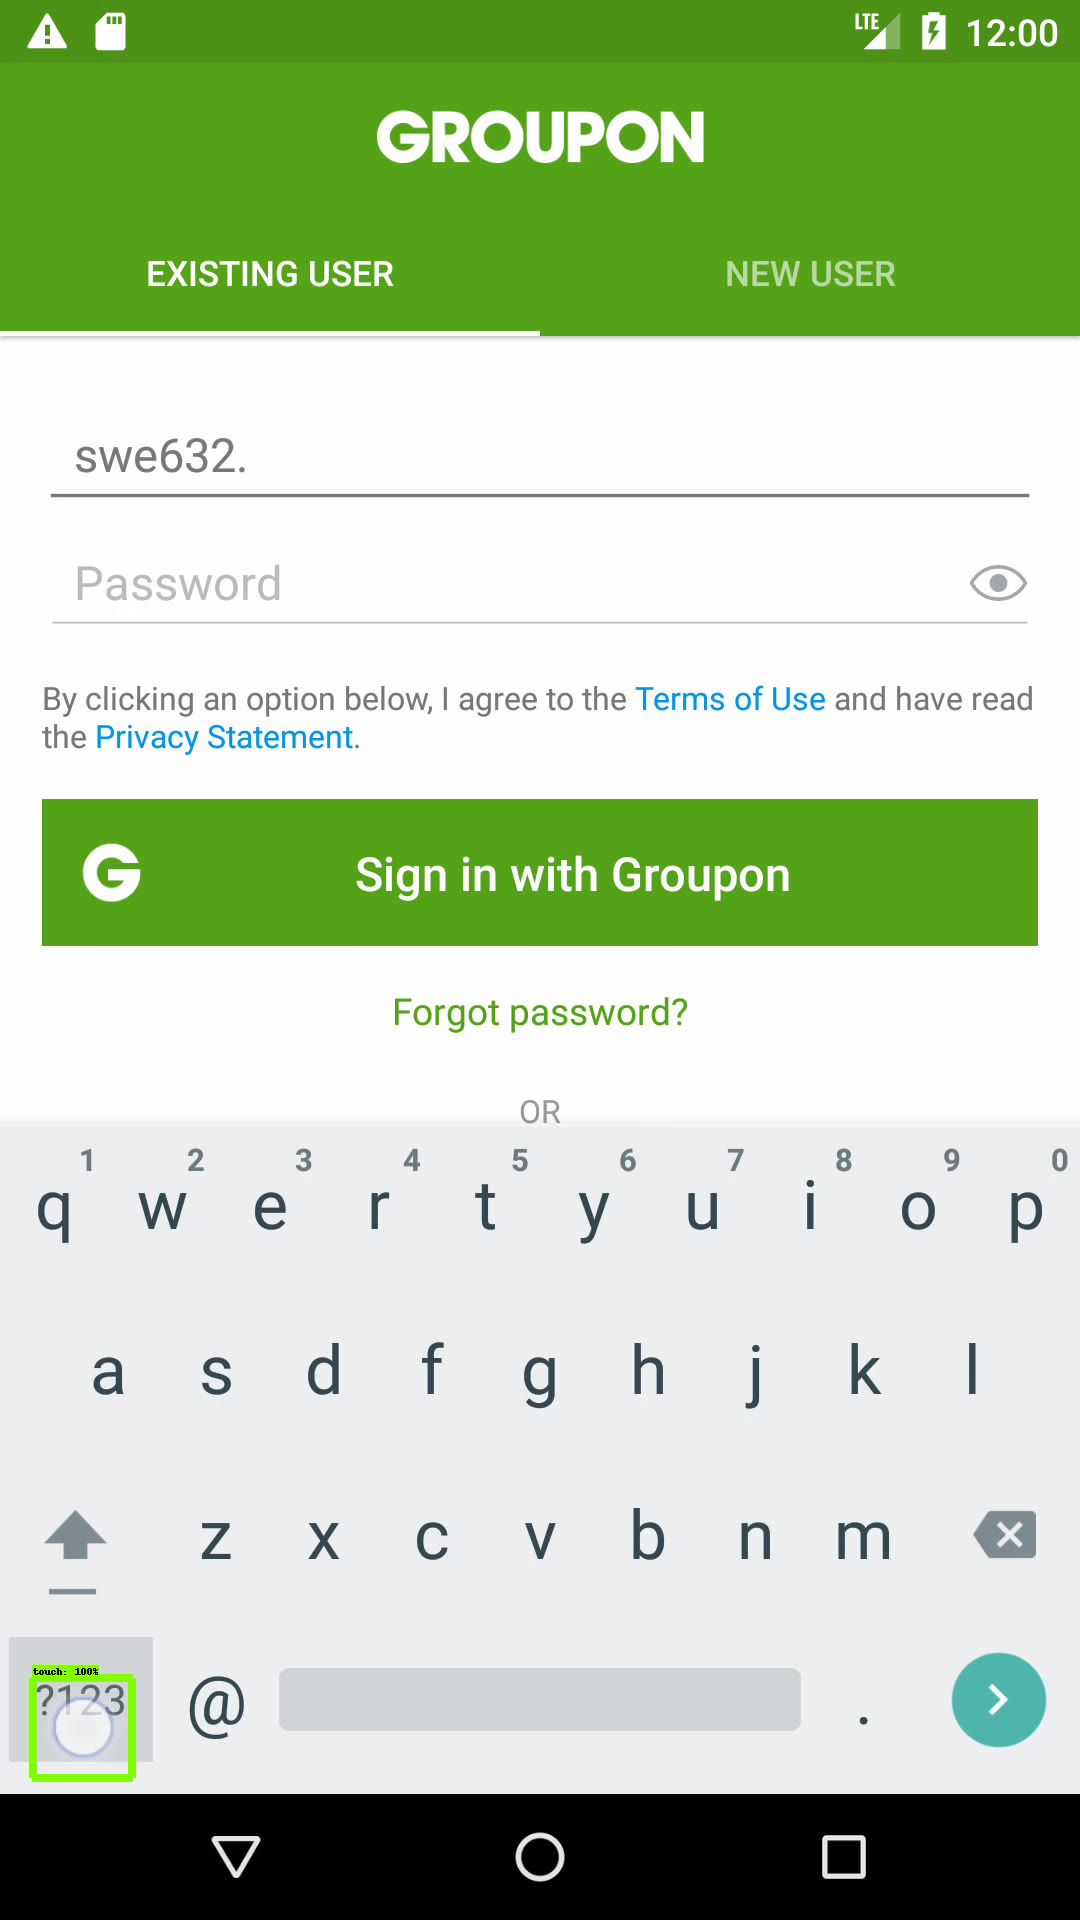 LTE 12:00
GROUPON
EXISTING USER NEW USER
swe632.
Password
By clicking an option below, I agree to the Terms of Use and have read
the Privacy Statement.
G Sign in with Groupon
Forgot password?
OR
1 2 3 4 5 6 7 8 9 0
q w e r t y u i o p
a s d f g h j k l
z x c v b n m
touch: 100%
?123 @ .